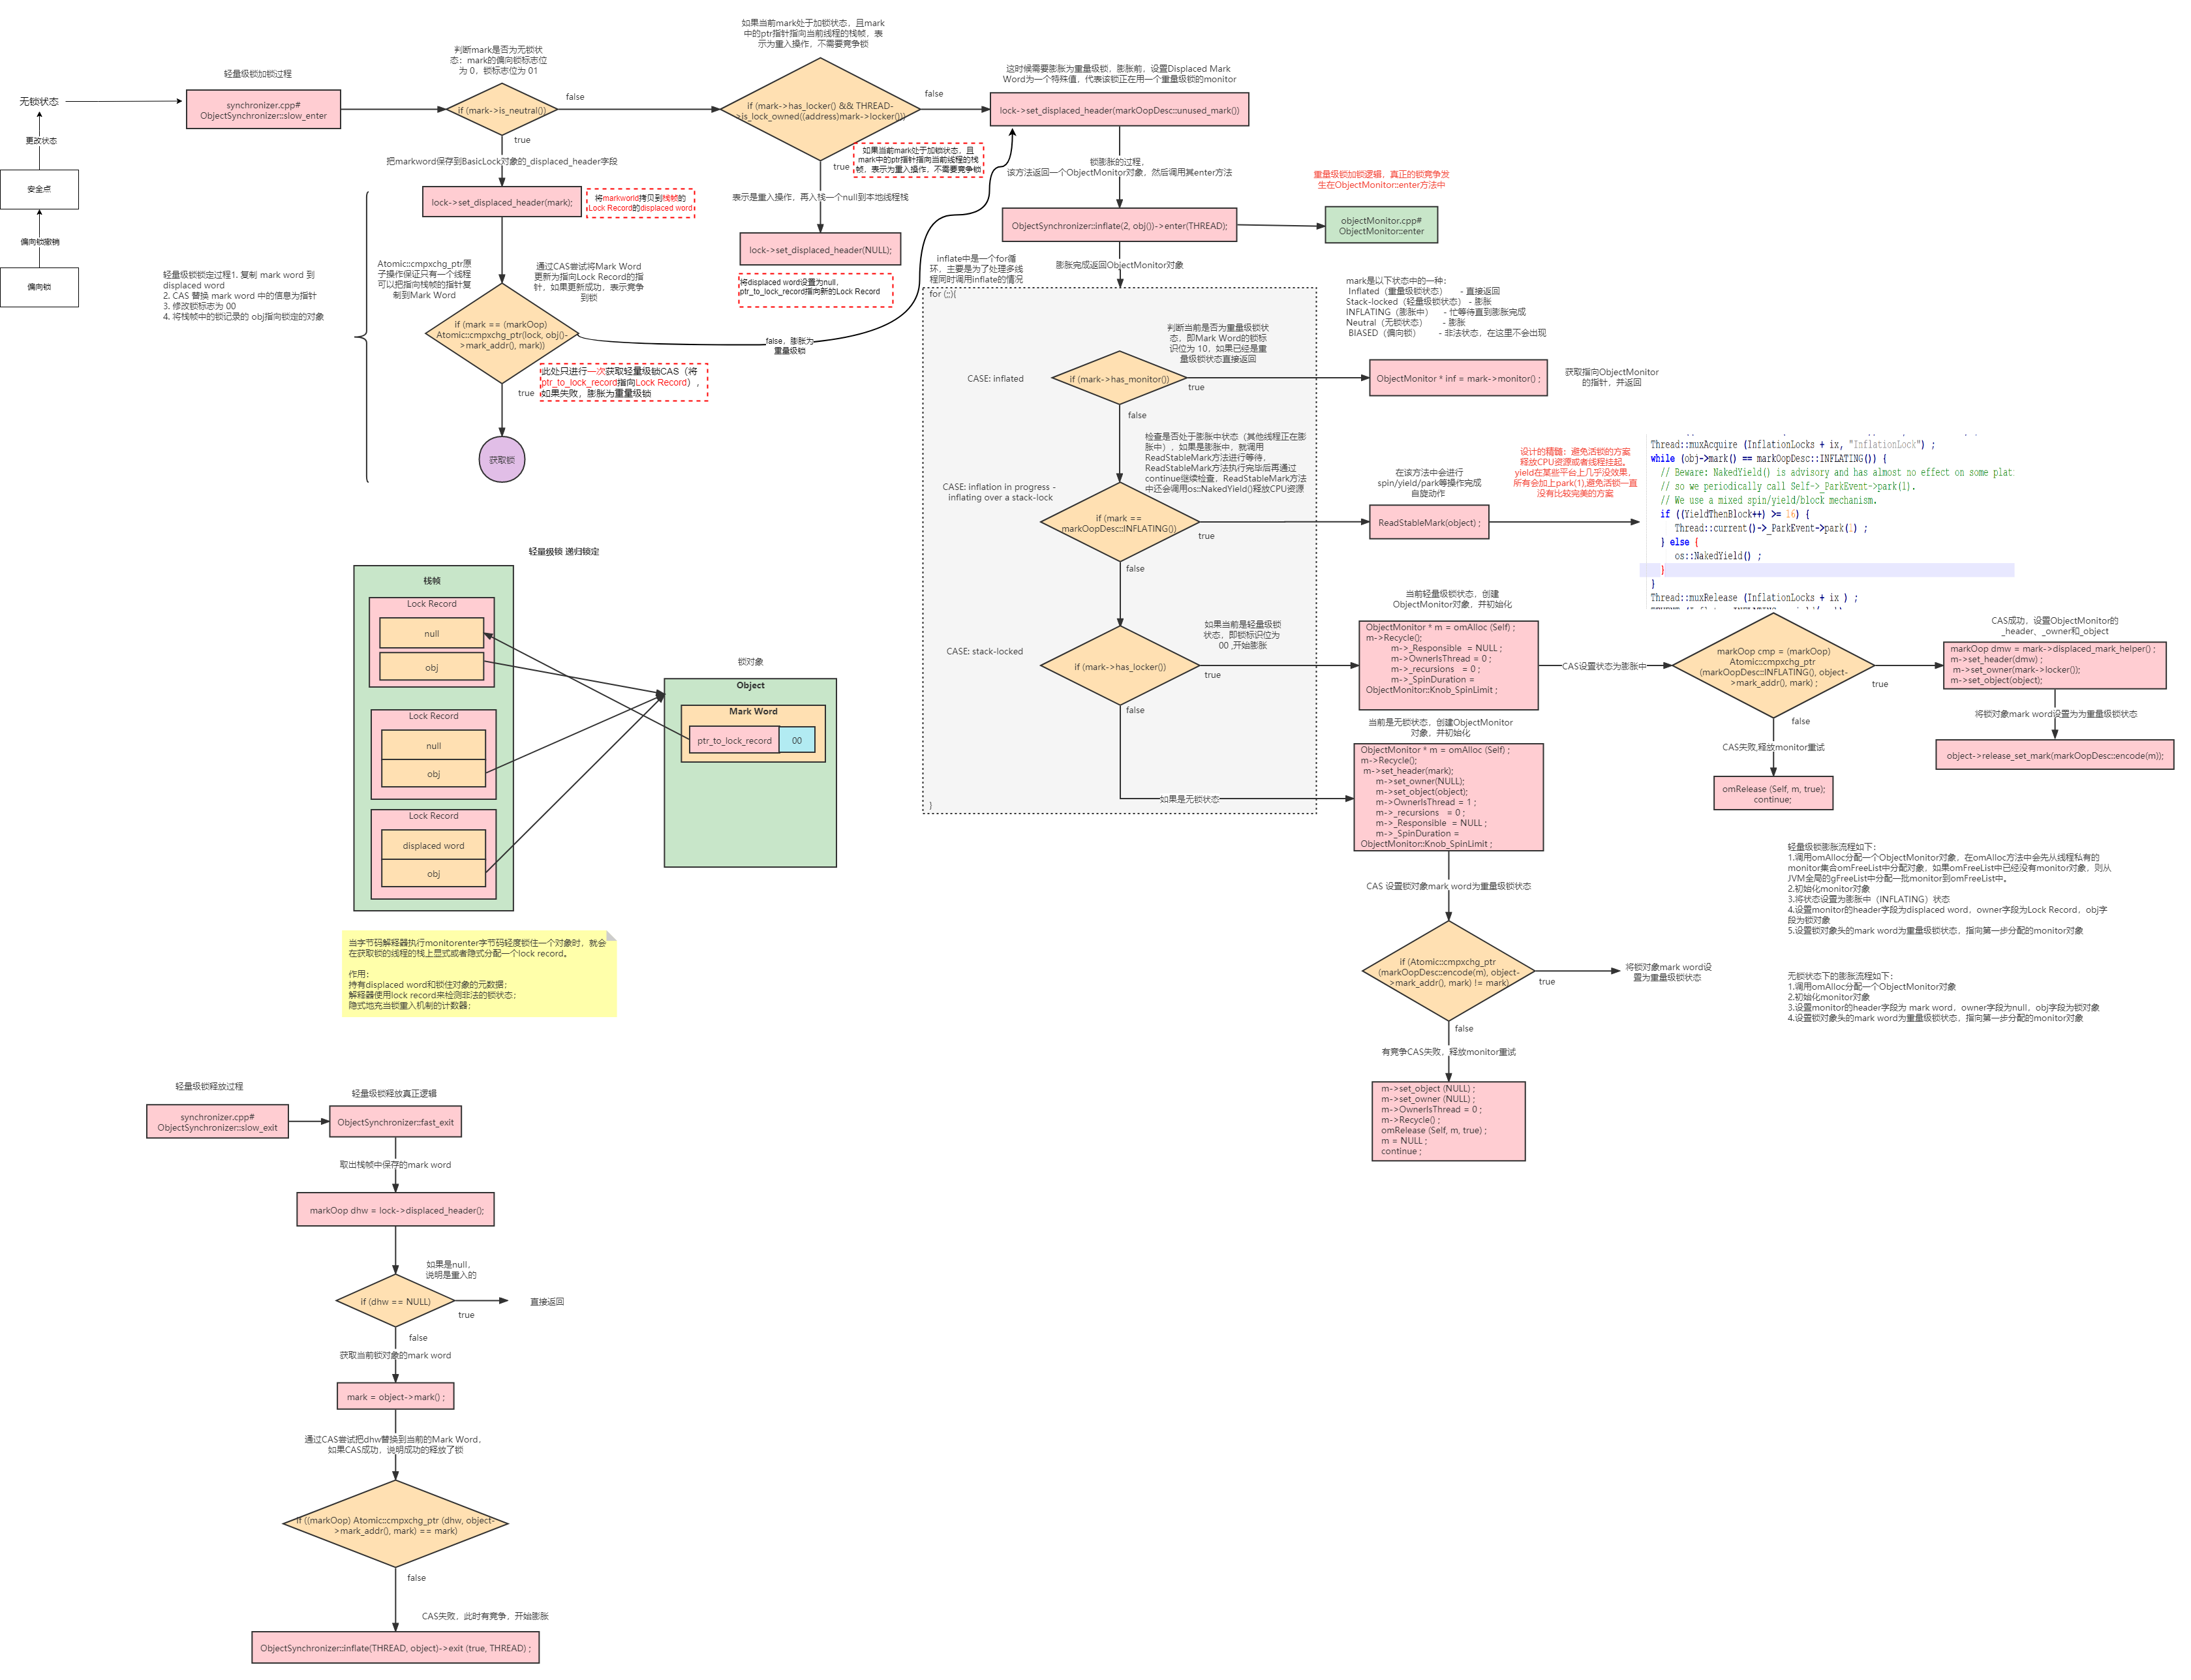 无锁状态
更改状态
安全点
偏向锁撤销
偏向锁
轻量级锁加锁过程
synchronizer.cpp#
ObjectSynchronizer::slow_enter
判断mark是否为无锁状
态：mark的偏向锁标志位
为 0，锁标志位为 01
if (mark->is_neutral())
false
true
如果当前mark处于加锁状态，且mark
中的ptr指针指向当前线程的栈帧，表
示为重入操作，不需要竞争锁
if (mark->has_locker() && THREAD-
>is_lock_owned((address)mark->locker()))
false
true
如果当前mark处于加锁状态，且
mark中的ptr指针指向当前线程的栈
帧，表示为重入操作，不需要竞争锁
表示是重入操作，再入栈一个null到本地线程栈
lock->set_displaced_header(NULL);
将displaced word设置为null，
ptr_to_lock_record指向新的Lock Record
把markword保存到BasicLock对象的_displaced_header字段
lock->set_displaced_header(mark);
将markworld拷贝到栈帧的
Lock Record的displaced word
轻量级锁锁定过程1. 复制 mark word 到
displaced word
2. CAS 替换 mark word 中的信息为指针
3. 修改锁标志为 00
4. 将栈帧中的锁记录的 obj指向锁定的对象
Atomic::cmpxchg_ptr原
子操作保证只有一个线程
可以把指向栈帧的指针复
制到Mark Word
通过CAS尝试将Mark Word
更新为指向Lock Record的指
针，如果更新成功，表示竞争
到锁
if (mark == (markOop)
Atomic::cmpxchg_ptr(lock, obj()-
>mark_addr(), mark))
false，膨胀为
重量级锁
true
此处只进行一次获取轻量级锁CAS（将
ptr_to_lock_record指向Lock Record），
如果失败，膨胀为重量级锁
获取锁
这时候需要膨胀为重量级锁，膨胀前，设置Displaced Mark
Word为一个特殊值，代表该锁正在用一个重量级锁的monitor
lock->set_displaced_header(markOopDesc::unused_mark())
锁膨胀的过程，
该方法返回一个ObjectMonitor对象，然后调用其enter方法
ObjectSynchronizer::inflate(2, obj())->enter(THREAD);
重量级锁加锁逻辑，真正的锁竞争发
生在ObjectMonitor::enter方法中
objectMonitor.cpp#
ObjectMonitor::enter
膨胀完成返回ObjectMonitor对象
inflate中是一个for循
环，主要是为了处理多线
程同时调用inflate的情况
for (;;){
mark是以下状态中的一种：
Inflated（重量级锁状态） - 直接返回
Stack-locked（轻量级锁状态） - 膨胀
INFLATING（膨胀中） - 忙等待直到膨胀完成
Neutral（无锁状态） - 膨胀
BIASED（偏向锁） - 非法状态，在这里不会出现
判断当前是否为重量级锁状
态，即Mark Word的锁标
识位为 10，如果已经是重
量级锁状态直接返回
CASE: inflated
if (mark->has_monitor())
true
false
ObjectMonitor * inf = mark->monitor() ;
获取指向ObjectMonitor
的指针，并返回
检查是否处于膨胀中状态（其他线程正在膨
胀中），如果是膨胀中，就调用
ReadStableMark方法进行等待，
ReadStableMark方法执行完毕后再通过
continue继续检查，ReadStableMark方法
中还会调用os::NakedYield()释放CPU资源
CASE: inflation in progress -
inflating over a stack-lock
if (mark ==
markOopDesc::INFLATING())
true
false
在该方法中会进行
spin/yield/park等操作完成
自旋动作
ReadStableMark(object) ;
设计的精髓：避免活锁的方案
释放CPU资源或者线程挂起。
yield在某些平台上几乎没效果，
所有会加上park(1),避免活锁一直
没有比较完美的方案
Thread::muxAcquire (InflationLocks + ix, "InflationLock") ;
while (obj->mark() == markOopDesc::INFLATING()) {
// Beware: NakedYield() is advisory and has almost no effect on some plat
// so we periodically call Self->_ParkEvent->park(1).
// We use a mixed spin/yield/block mechanism.
if ((YieldThenBlock++) >= 16) {
Thread::current()->_ParkEvent->park(1) ;
} else {
os::NakedYield() ;
}
}
Thread::muxRelease (InflationLocks + ix ) ;
CASE: stack-locked
如果当前是轻量级锁
状态，即锁标识位为
00 ,开始膨胀
if (mark->has_locker())
true
false
当前轻量级锁状态，创建
ObjectMonitor对象，并初始化
ObjectMonitor * m = omAlloc (Self) ;
m->Recycle();
m->_Responsible = NULL ;
m->OwnerIsThread = 0 ;
m->_recursions = 0 ;
m->_SpinDuration =
ObjectMonitor::Knob_SpinLimit ;
CAS设置状态为膨胀中
markOop cmp = (markOop)
Atomic::cmpxchg_ptr
(markOopDesc::INFLATING(), object-
>mark_addr(), mark) ;
true
false
CAS成功，设置ObjectMonitor的
_header，_owner和_object
markOop dmw = mark->displaced_mark_helper() ;
m->set_header(dmw) ;
m->set_owner(mark->locker());
m->set_object(object);
将锁对象mark word设置为为重量级锁状态
object->release_set_mark(markOopDesc::encode(m));
CAS失败,释放monitor重试
omRelease (Self, m, true);
continue;
如果是无锁状态
}
当前是无锁状态，创建ObjectMonitor
对象，并初始化
ObjectMonitor * m = omAlloc (Self) ;
m->Recycle();
m->set_header(mark);
m->set_owner(NULL);
m->set_object(object);
m->OwnerIsThread = 1 ;
m->_recursions = 0 ;
m->_Responsible = NULL ;
m->_SpinDuration =
ObjectMonitor::Knob_SpinLimit ;
CAS 设置锁对象mark word为重量级锁状态
if (Atomic::cmpxchg_ptr
(markOopDesc::encode(m), object-
>mark_addr(), mark) != mark)
true
将锁对象mark word设
置为重量级锁状态
false
有竞争CAS失败，释放monitor重试
m->set_object (NULL) ;
m->set_owner (NULL) ;
m->OwnerIsThread = 0 ;
m->Recycle() ;
omRelease (Self, m, true) ;
m = NULL ;
continue ;
轻量级锁膨胀流程如下：
1.调用omAlloc分配一个ObjectMonitor对象，在omAlloc方法中会先从线程私有的
monitor集合omFreeList中分配对象，如果omFreeList中已经没有monitor对象，则从
JVM全局的gFreeList中分配一批monitor到omFreeList中。
2.初始化monitor对象
3.将状态设置为膨胀中（INFLATING）状态
4.设置monitor的header字段为displaced word，owner字段为Lock Record，obj字
段为锁对象
5.设置锁对象头的mark word为重量级锁状态，指向第一步分配的monitor对象
无锁状态下的膨胀流程如下：
1.调用omAlloc分配一个ObjectMonitor对象
2.初始化monitor对象
3.设置monitor的header字段为 mark word，owner字段为null，obj字段为锁对象
4.设置锁对象头的mark word为重量级锁状态，指向第一步分配的monitor对象
轻量级锁 递归锁定
栈帧
Lock Record
null
obj
Lock Record
null
obj
Lock Record
displaced word
obj
锁对象
Object
Mark Word
ptr_to_lock_record
00
当字节码解释器执行monitorenter字节码轻度锁住一个对象时，就会
在获取锁的线程的栈上显式或者隐式分配一个lock record。
作用：
持有displaced word和锁住对象的元数据；
解释器使用lock record来检测非法的锁状态；
隐式地充当锁重入机制的计数器；
轻量级锁释放过程
synchronizer.cpp#
ObjectSynchronizer::slow_exit
轻量级锁释放真正逻辑
ObjectSynchronizer::fast_exit
取出栈帧中保存的mark word
markOop dhw = lock->displaced_header();
如果是null，
说明是重入的
if (dhw == NULL)
true
直接返回
false
获取当前锁对象的mark word
mark = object->mark() ;
通过CAS尝试把dhw替换到当前的Mark Word，
如果CAS成功，说明成功的释放了锁
if ((markOop) Atomic::cmpxchg_ptr (dhw, object-
>mark_addr(), mark) == mark)
false
CAS失败，此时有竞争，开始膨胀
ObjectSynchronizer::inflate(THREAD, object)->exit (true, THREAD) ;